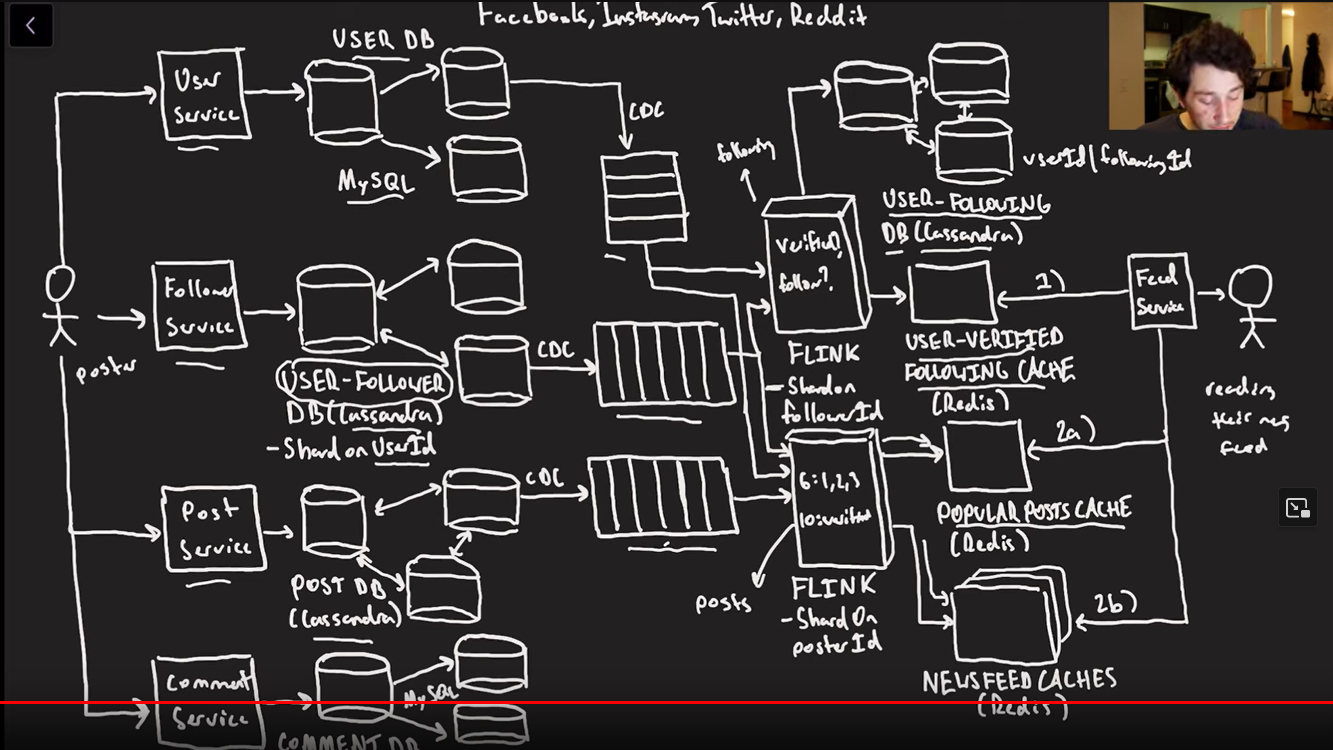 Facebook, Instagram, Twitter, Reddit
User
Service
USER DB
MySQL
CDC
following
userId | followingId
USER-FOLLOWING
DB (Cassandra)
verified?
follow?
FLINK
- Shard on
followerId
1)
Feed
Service
USER-VERIFIED
FOLLOWING CACHE
(Redis)
reading
their news
feed
poster
Follower
Service
USER-FOLLOWER
DB (Cassandra)
- Shard on UserId
CDC
2a)
POPULAR POSTS CACHE
(Redis)
Post
Service
POST DB
(Cassandra)
CDC
6:1,2,3
10:verified
posts
FLINK
- Shard On
posterId
2b)
NEWSFEED CACHES
(Redis)
Comment
Service
MySQL
COMMENT DB